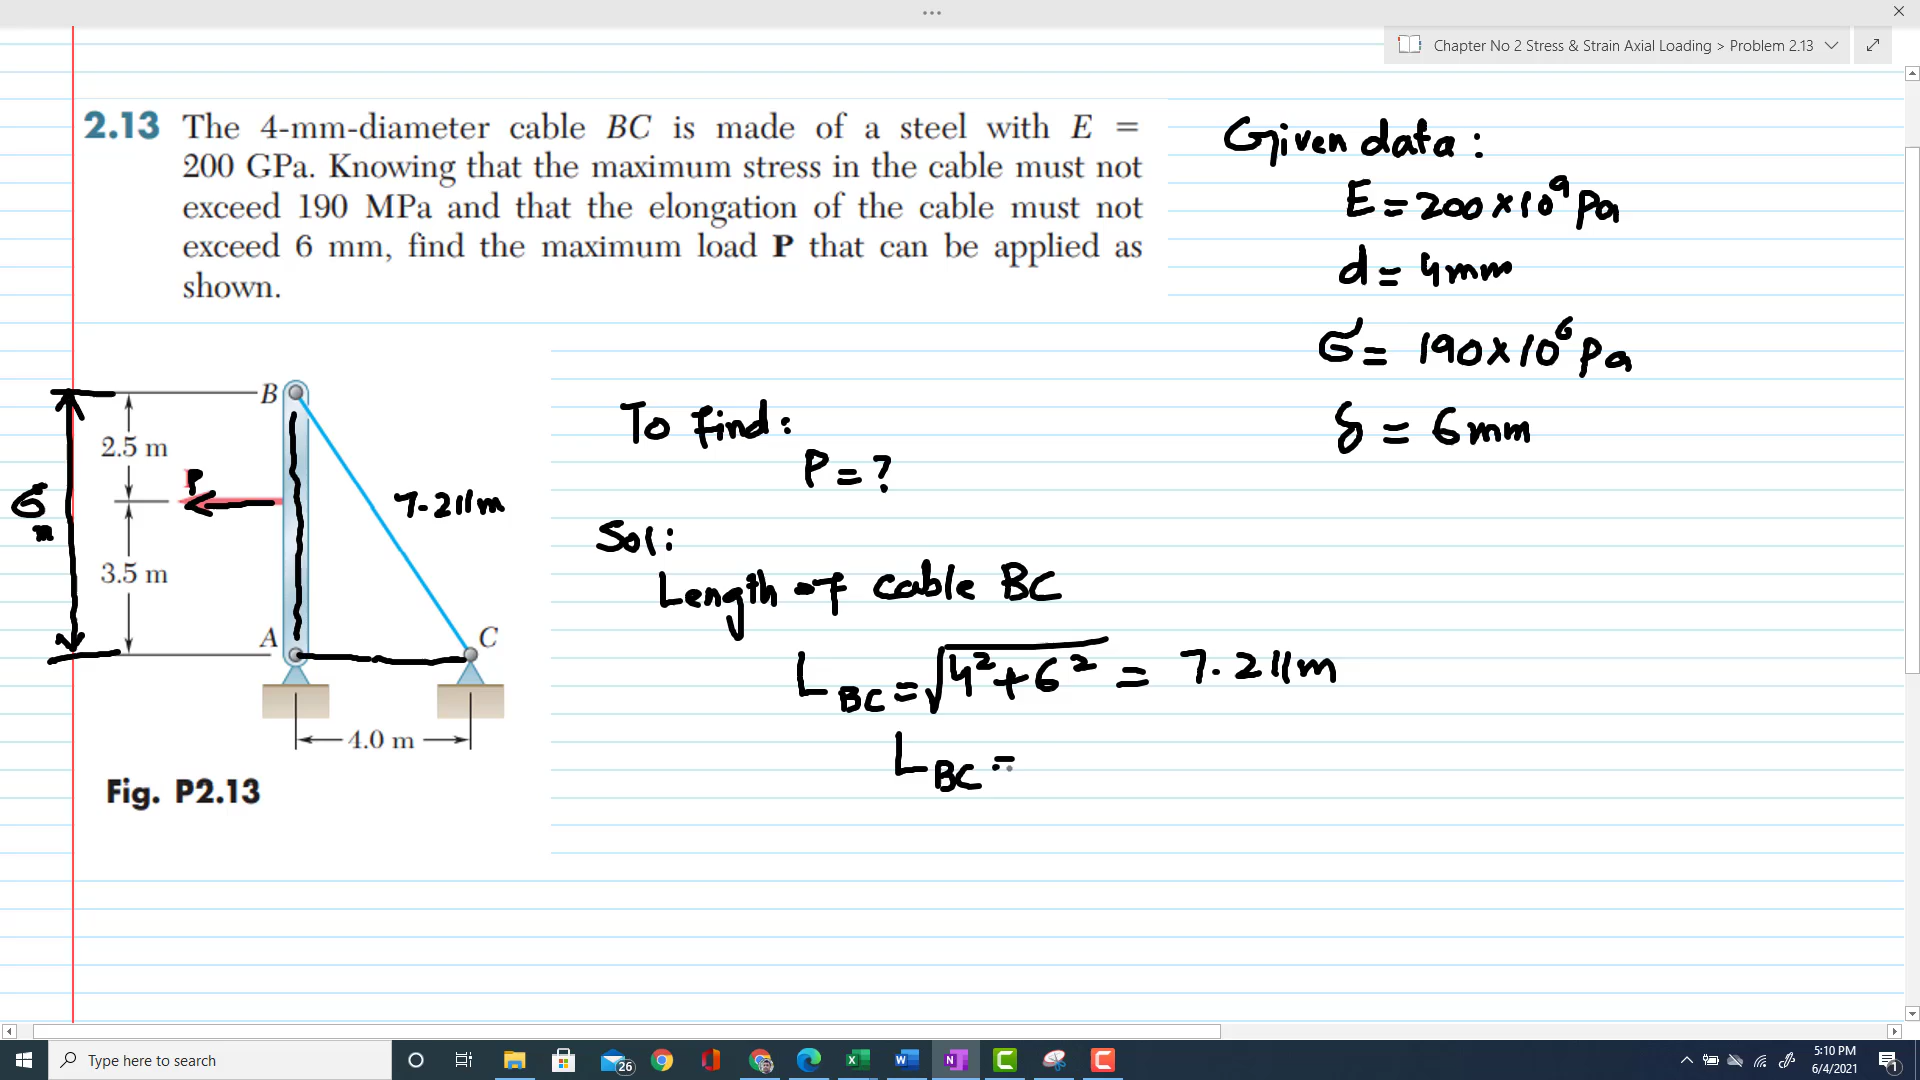 Chapter No 2 Stress & Strain Axial Loading > Problem 2.13
2.13 The 4-mm-diameter cable BC is made of a steel with E =
200 GPa. Knowing that the maximum stress in the cable must not
exceed 190 MPa and that the elongation of the cable must not
exceed 6 mm, find the maximum load P that can be applied as
shown.
Given data:
E = 200×10⁹ Pa
d = 4mm
σ = 190×10⁶ Pa
δ = 6mm
B
2.5 m
P
6
m
3.5 m
7.211m
A
C
4.0 m
Fig. P2.13
To find:
P = ?
Sol:
Length of cable BC
L BC = √4²+6² = 7.211m
L BC =
Type here to search
26
5:10 PM
6/4/2021
1